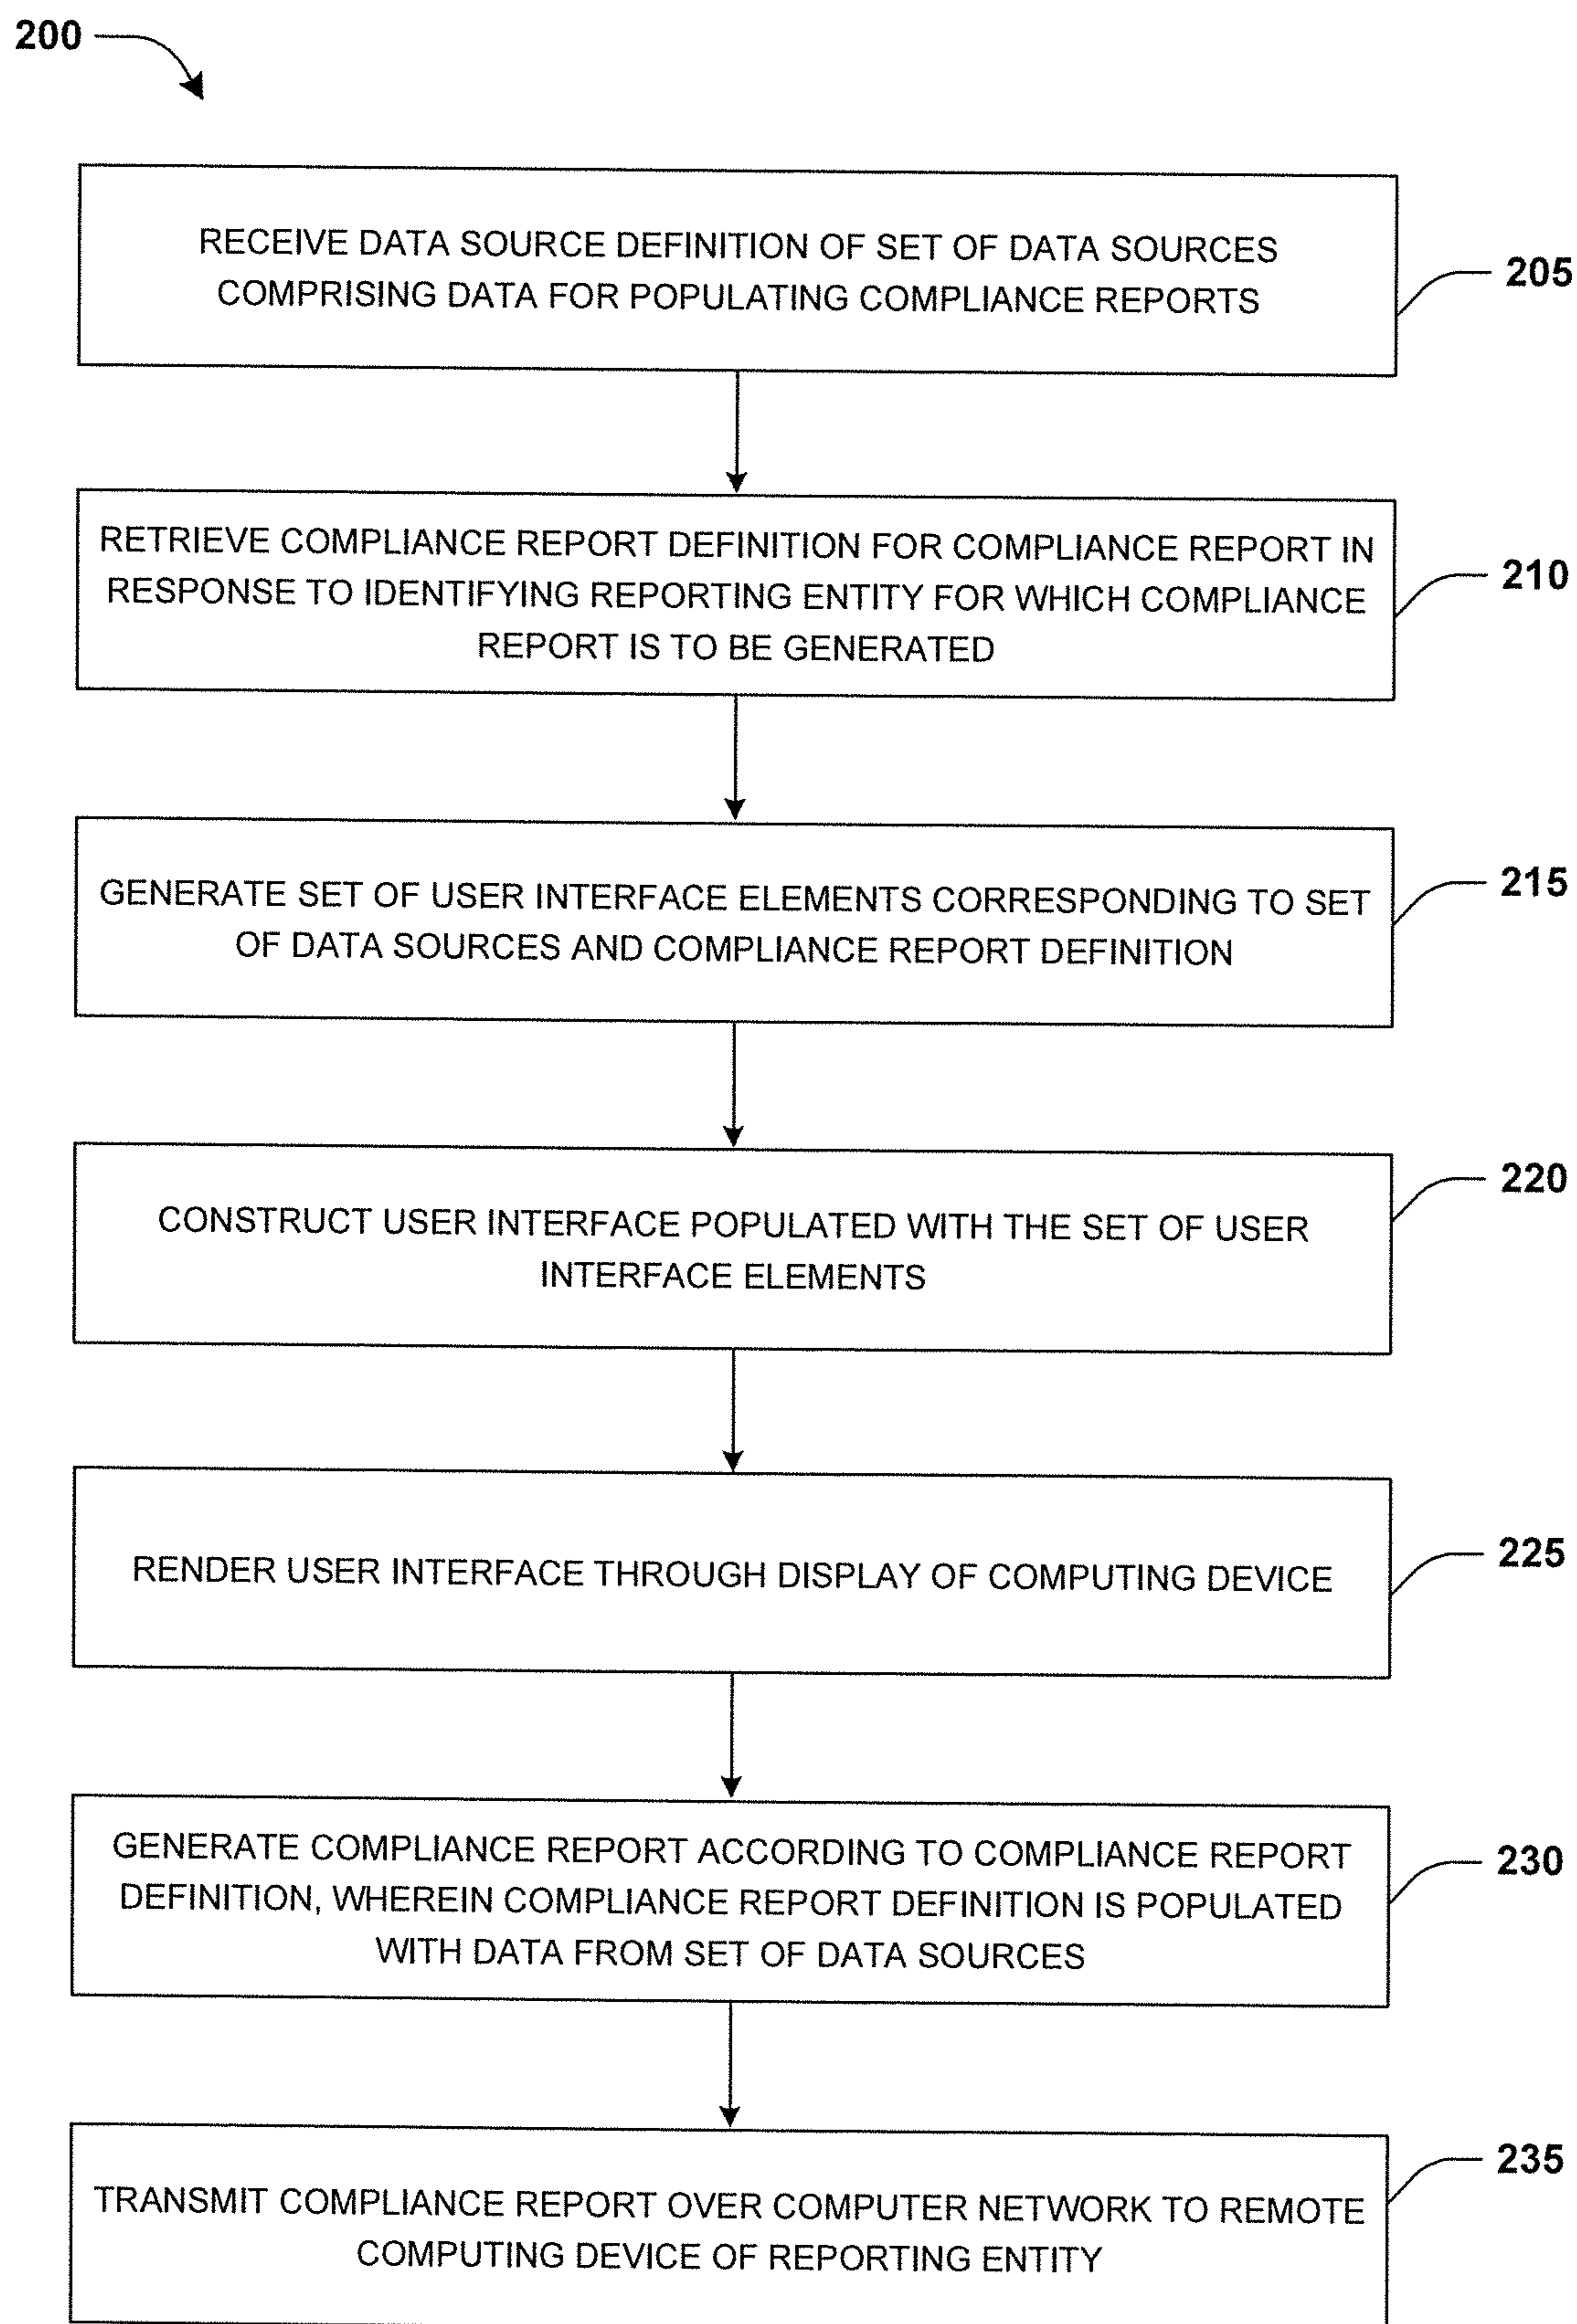 200
RECEIVE DATA SOURCE DEFINITION OF SET OF DATA SOURCES
COMPRISING DATA FOR POPULATING COMPLIANCE REPORTS
205
RETRIEVE COMPLIANCE REPORT DEFINITION FOR COMPLIANCE REPORT IN
RESPONSE TO IDENTIFYING REPORTING ENTITY FOR WHICH COMPLIANCE
REPORT IS TO BE GENERATED
210
GENERATE SET OF USER INTERFACE ELEMENTS CORRESPONDING TO SET
OF DATA SOURCES AND COMPLIANCE REPORT DEFINITION
215
CONSTRUCT USER INTERFACE POPULATED WITH THE SET OF USER
INTERFACE ELEMENTS
220
RENDER USER INTERFACE THROUGH DISPLAY OF COMPUTING DEVICE
225
GENERATE COMPLIANCE REPORT ACCORDING TO COMPLIANCE REPORT
DEFINITION, WHEREIN COMPLIANCE REPORT DEFINITION IS POPULATED
WITH DATA FROM SET OF DATA SOURCES
230
TRANSMIT COMPLIANCE REPORT OVER COMPUTER NETWORK TO REMOTE
COMPUTING DEVICE OF REPORTING ENTITY
235